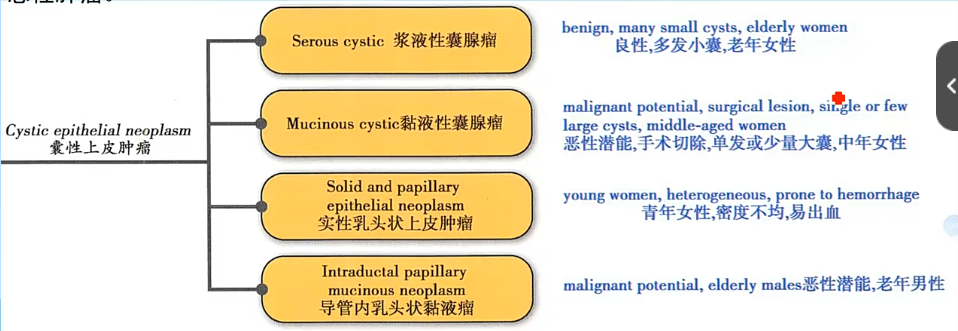 Cystic epithelial neoplasm
囊性上皮肿瘤
Serous cystic 浆液性囊腺瘤
benign, many small cysts, elderly women
良性,多发小囊,老年女性
Mucinous cystic黏液性囊腺瘤
malignant potential, surgical lesion, single or few
large cysts, middle-aged women
恶性潜能,手术切除,单发或少量大囊,中年女性
Solid and papillary
epithelial neoplasm
实性乳头状上皮肿瘤
young women, heterogeneous, prone to hemorrhage
青年女性,密度不均,易出血
Intraductal papillary
mucinous neoplasm
导管内乳头状黏液瘤
malignant potential, elderly males恶性潜能,老年男性